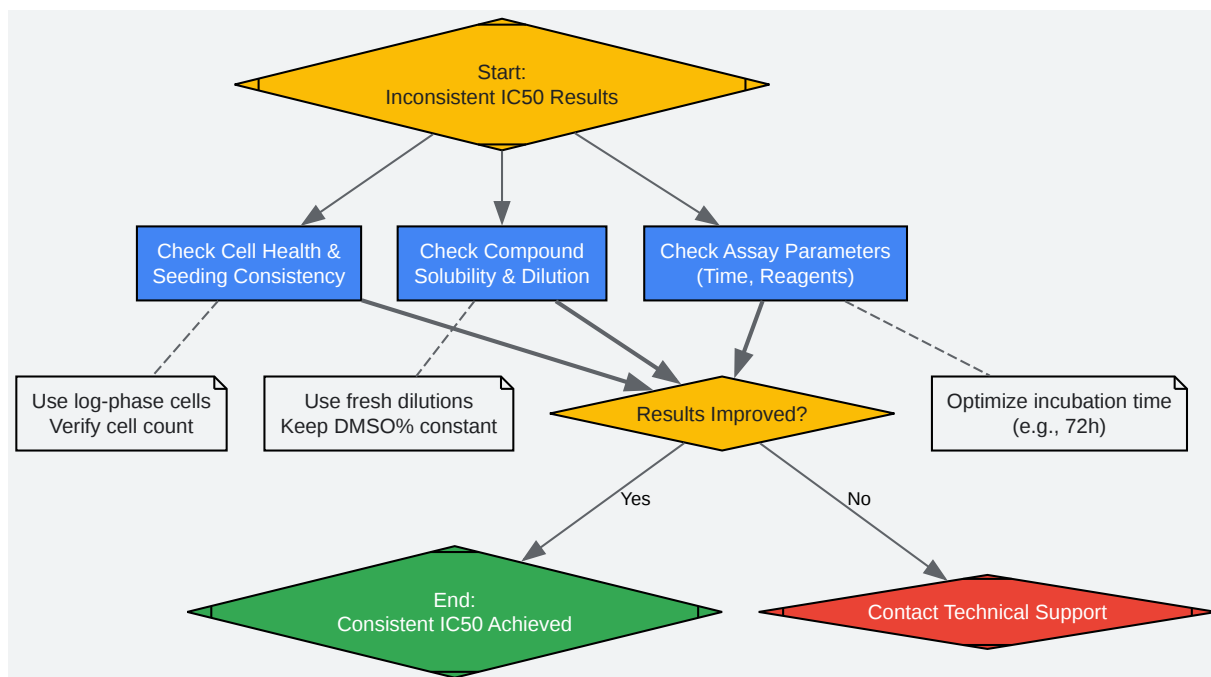 Start:
Inconsistent IC50 Results
Check Cell Health &
Seeding Consistency
Check Compound
Solubility & Dilution
Check Assay Parameters
(Time, Reagents)
Use log-phase cells
Verify cell count
Use fresh dilutions
Keep DMSO% constant
Results Improved?
Optimize incubation time
(e.g., 72h)
Yes
No
End:
Consistent IC50 Achieved
Contact Technical Support